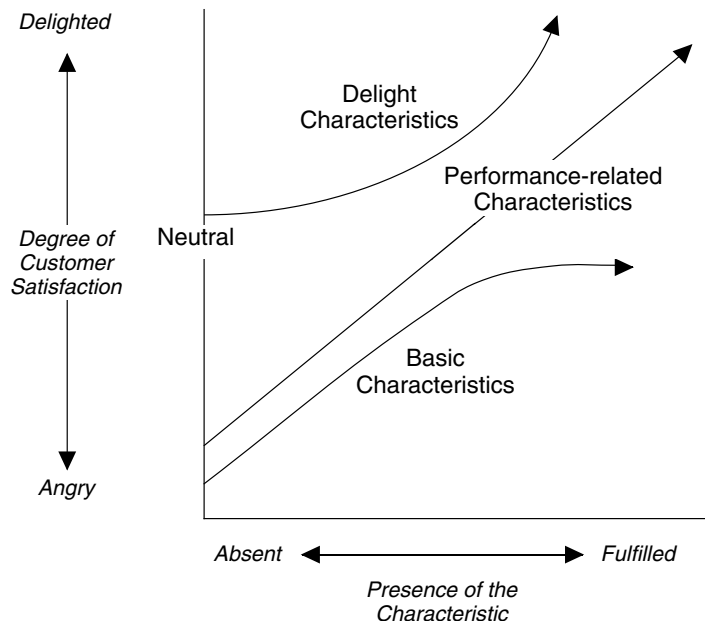 Delighted
Delight
Characteristics
Performance-related
Characteristics
Neutral
Degree of
Customer
Satisfaction
Basic
Characteristics
Angry
Absent
Fulfilled
Presence of the
Characteristic